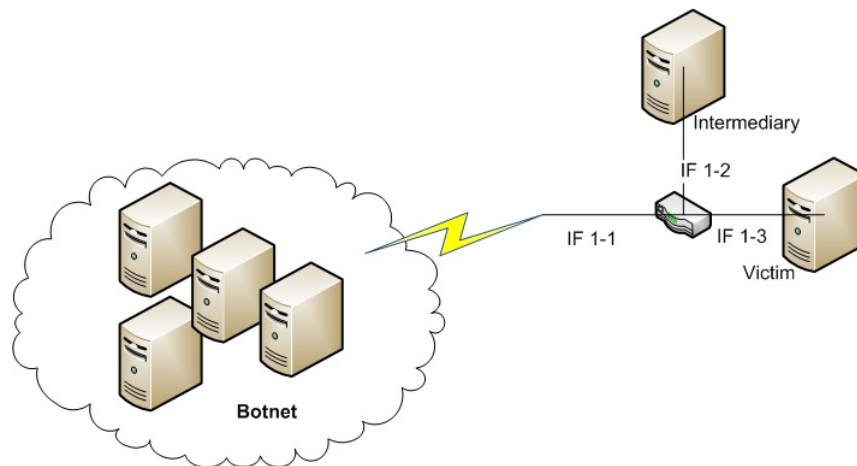 Intermediary
IF 1-2
IF 1-1
IF 1-3
Victim
Botnet